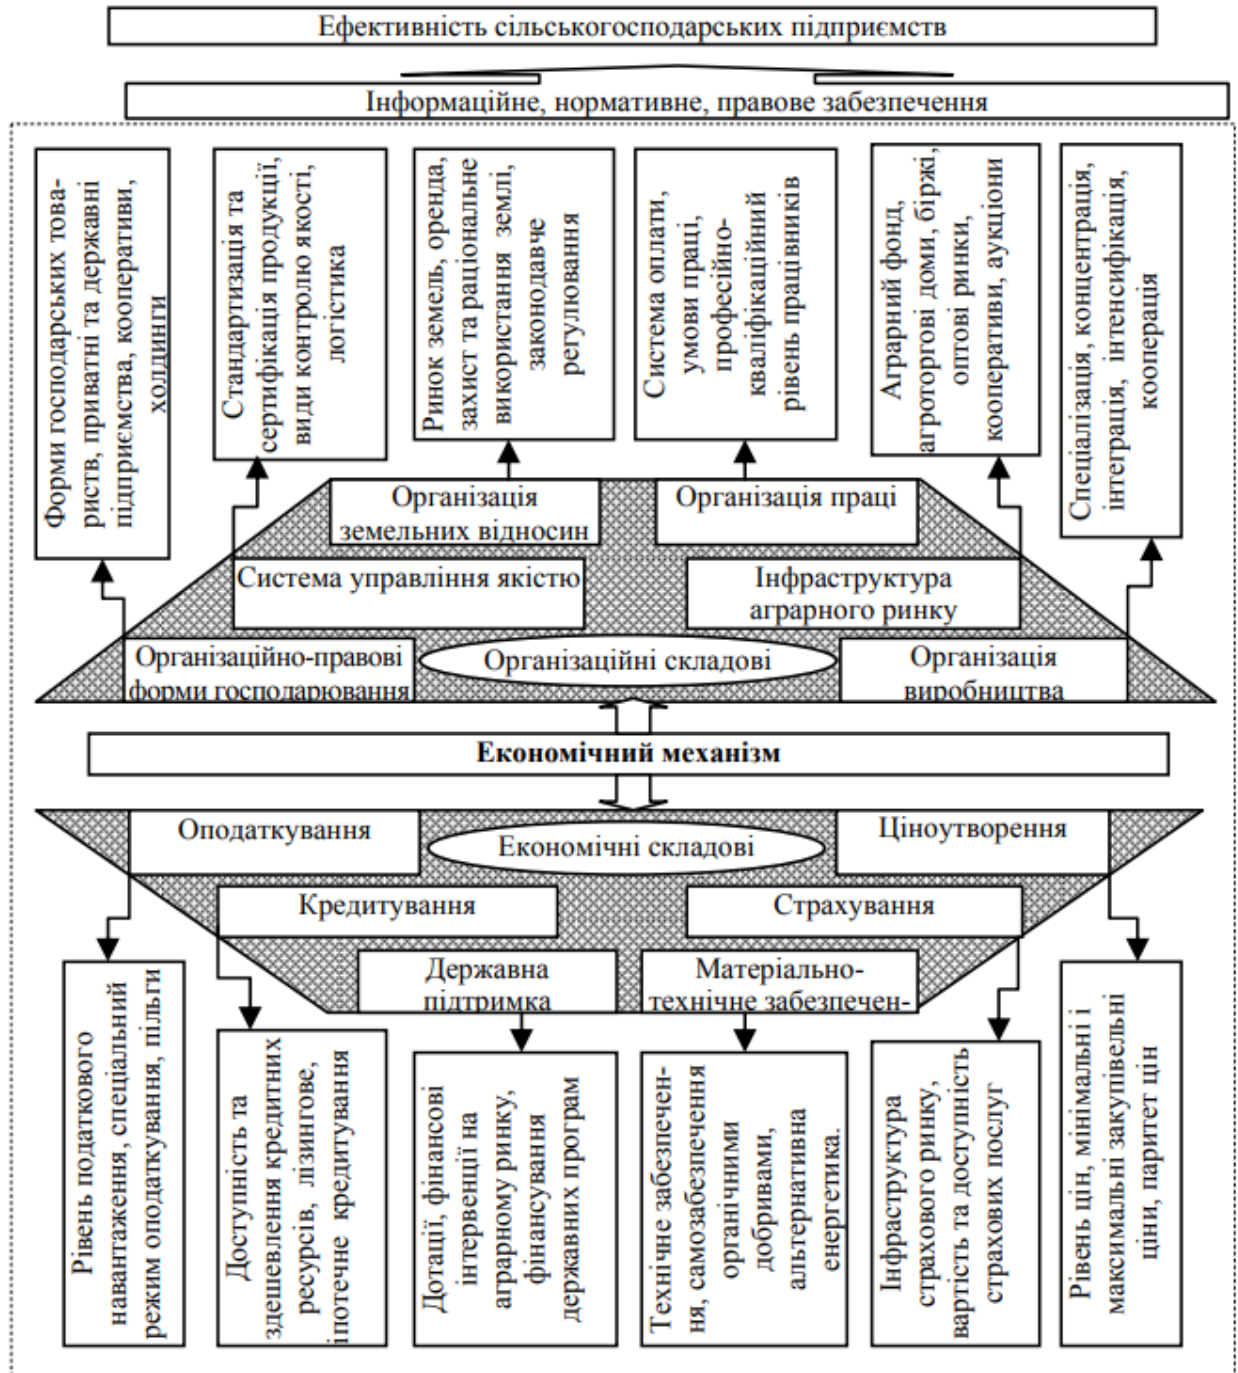 Ефективність сільськогосподарських підприємств
Інформаційне, нормативне, правове забезпечення
Форми господарських това-
риств, приватні та державні
підприємства, кооперативи,
холдинги
Стандартизація та
сертифікація продукції,
види контролю якості,
логістика
Ринок земель, оренда,
захист та раціональне
використання землі,
законодавче
регулювання
Система оплати,
умови праці,
професійно-
кваліфікаційний
рівень працівників
Аграрний фонд,
агроторгові доми, біржі,
оптові ринки,
кооперативи, аукціони
Спеціалізація, концентрація,
інтеграція, інтенсифікація,
кооперація
Організація
земельних відносин
Організація праці
Система управління якістю
Інфраструктура
аграрного ринку
Організаційно-правові
форми господарювання
Організаційні складові
Організація
виробництва
Економічний механізм
Оподаткування
Економічні складові
Ціноутворення
Кредитування
Страхування
Державна
підтримка
Матеріально-
технічне забезпечен-
Рівень податкового
навантаження, спеціальний
режим оподаткування, пільги
Доступність та
здешевлення кредитних
ресурсів, лізингове,
іпотечне кредитування
Дотації, фінансові
інтервенції на
аграрному ринку,
фінансування
державних програм
Технічне забезпечен-
ня, самозабезпечення
органічними
добривами,
альтернативна
енергетика.
Інфраструктура
страхового ринку,
вартість та доступність
страхових послуг
Рівень цін, мінімальні і
максимальні закупівельні
ціни, паритет цін